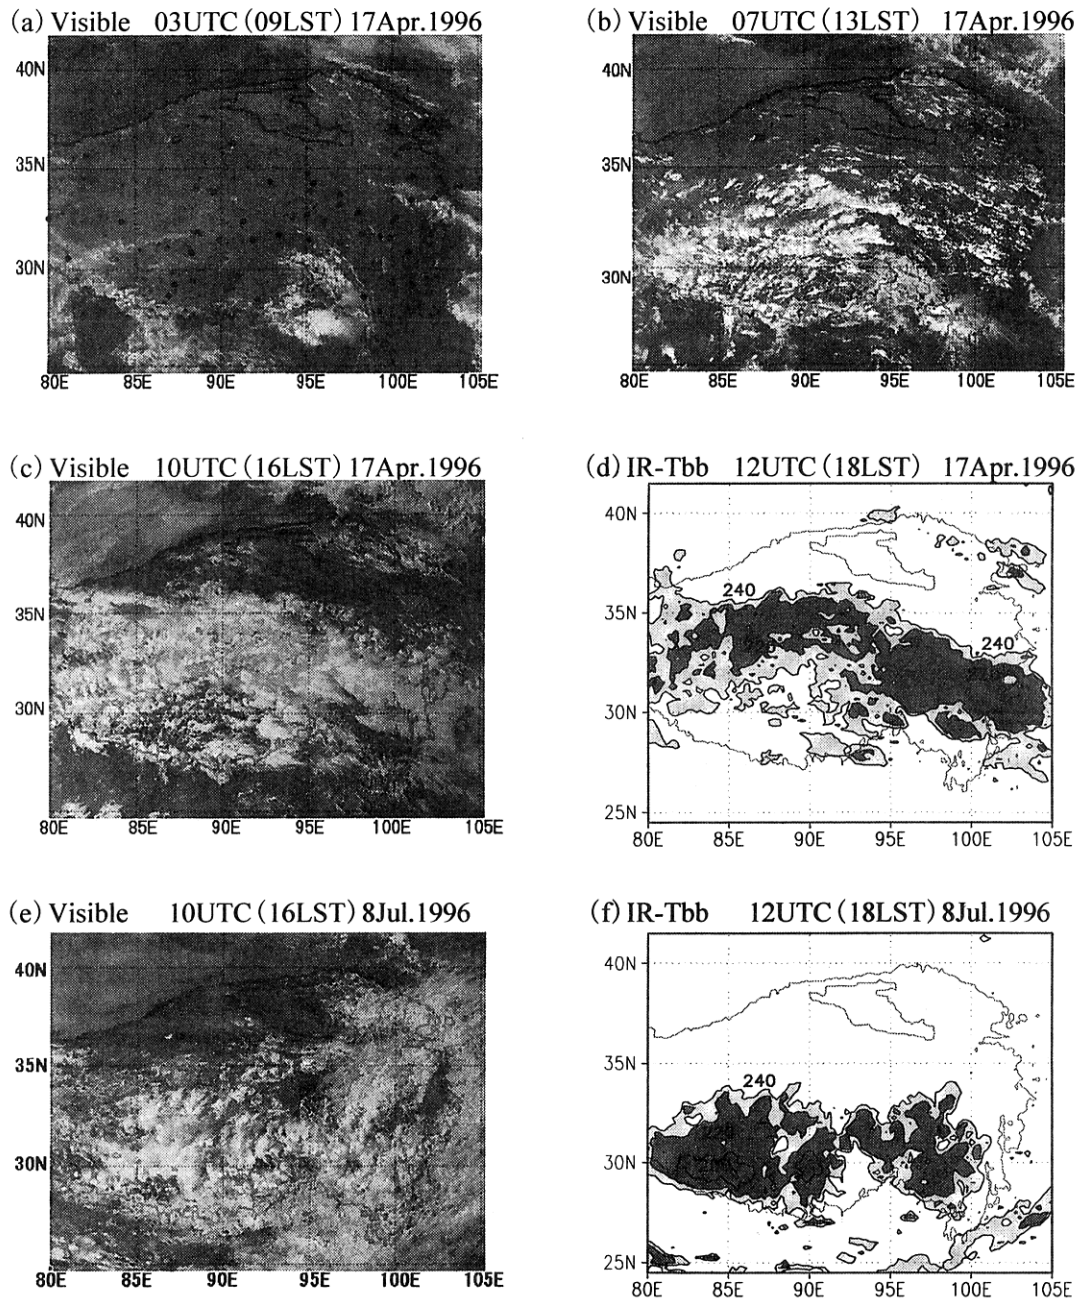 (a) Visible 03UTC (09LST) 17Apr.1996
40N
35N
30N
80E 85E 90E 95E 100E 105E
(b) Visible 07UTC (13LST) 17Apr.1996
40N
35N
30N
80E 85E 90E 95E 100E 105E
(c) Visible 10UTC (16LST) 17Apr.1996
40N
35N
30N
80E 85E 90E 95E 100E 105E
(d) IR-Tbb 12UTC (18LST) 17Apr.1996
40N
35N
30N
25N
240
240
80E 85E 90E 95E 100E 105E
(e) Visible 10UTC (16LST) 8Jul.1996
40N
35N
30N
80E 85E 90E 95E 100E 105E
(f) IR-Tbb 12UTC (18LST) 8Jul.1996
40N
35N
30N
25N
240
80E 85E 90E 95E 100E 105E